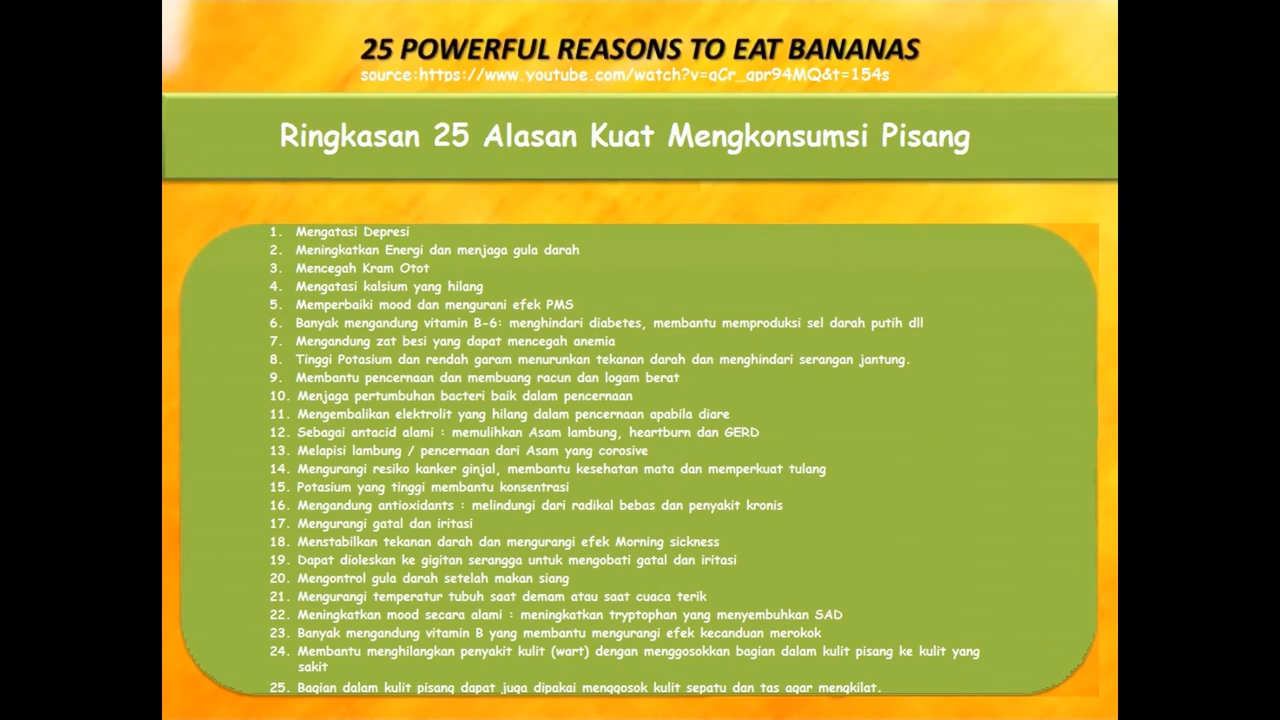 25 POWERFUL REASONS TO EAT BANANAS
source:https://www.youtube.com/watch?v=aCr_apr94MQ&t=154s
Ringkasan 25 Alasan Kuat Mengkonsumsi Pisang
1. Mengatasi Depresi
2. Meningkatkan Energi dan menjaga gula darah
3. Mencegah Kram Otot
4. Mengatasi kalsium yang hilang
5. Memperbaiki mood dan mengurani efek PMS
6. Banyak mengandung vitamin B-6: menghindari diabetes, membantu memproduksi sel darah putih dll
7. Mengandung zat besi yang dapat mencegah anemia
8. Tinggi Potasium dan rendah garam menurunkan tekanan darah dan menghindari serangan jantung.
9. Membantu pencernaan dan membuang racun dan logam berat
10. Menjaga pertumbuhan bacteri baik dalam pencernaan
11. Mengembalikan elektrolit yang hilang dalam pencernaan apabila diare
12. Sebagai antacid alami : memulihkan Asam lambung, heartburn dan GERD
13. Melapisi lambung / pencernaan dari Asam yang corosive
14. Mengurangi resiko kanker ginjal, membantu kesehatan mata dan memperkuat tulang
15. Potasium yang tinggi membantu konsentrasi
16. Mengandung antioxidants : melindungi dari radikal bebas dan penyakit kronis
17. Mengurangi gatal dan iritasi
18. Menstabilkan tekanan darah dan mengurangi efek Morning sickness
19. Dapat dioleskan ke gigitan serangga untuk mengobati gatal dan iritasi
20. Mengontrol gula darah setelah makan siang
21. Mengurangi temperatur tubuh saat demam atau saat cuaca terik
22. Meningkatkan mood secara alami : meningkatkan tryptophan yang menyembuhkan SAD
23. Banyak mengandung vitamin B yang membantu mengurangi efek kecanduan merokok
24. Membantu menghilangkan penyakit kulit (wart) dengan menggosokkan bagian dalam kulit pisang ke kulit yang
sakit
25. Bagian dalam kulit pisang dapat juga dipakai menggosok kulit sepatu dan tas agar mengkilat.